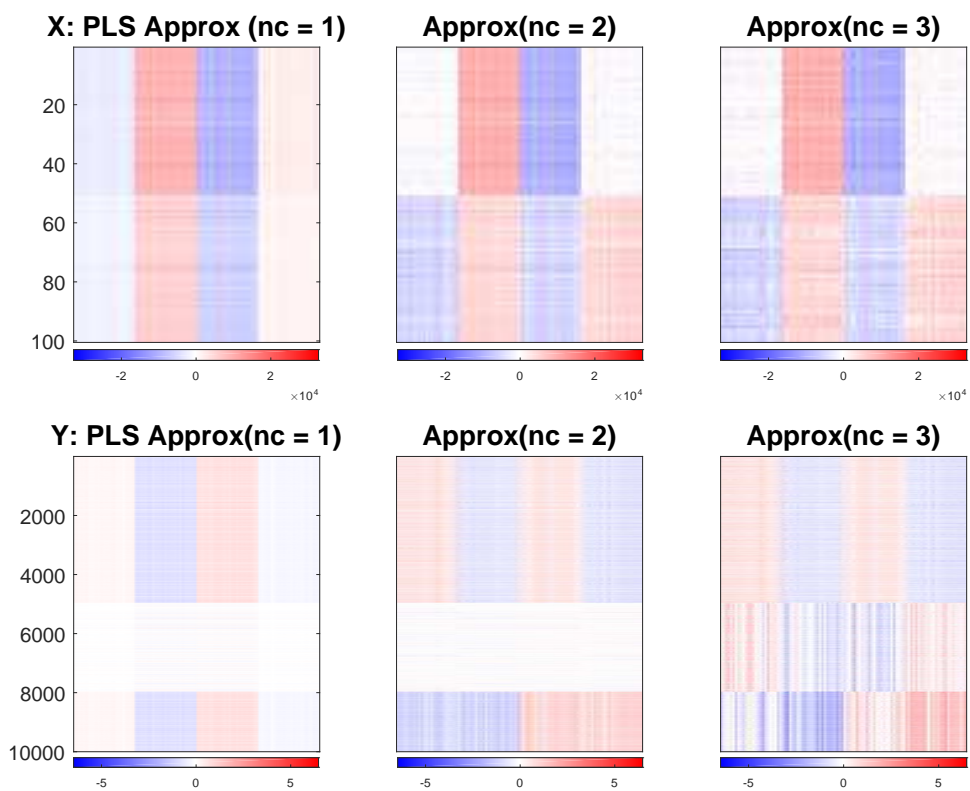 X: PLS Approx (nc = 1)
Approx(nc = 2)
Approx(nc = 3)
20
40
60
80
100
-2 0 2
×10⁴
-2 0 2
×10⁴
-2 0 2
×10⁴
Y: PLS Approx(nc = 1)
Approx(nc = 2)
Approx(nc = 3)
2000
4000
6000
8000
10000
-5 0 5
-5 0 5
-5 0 5